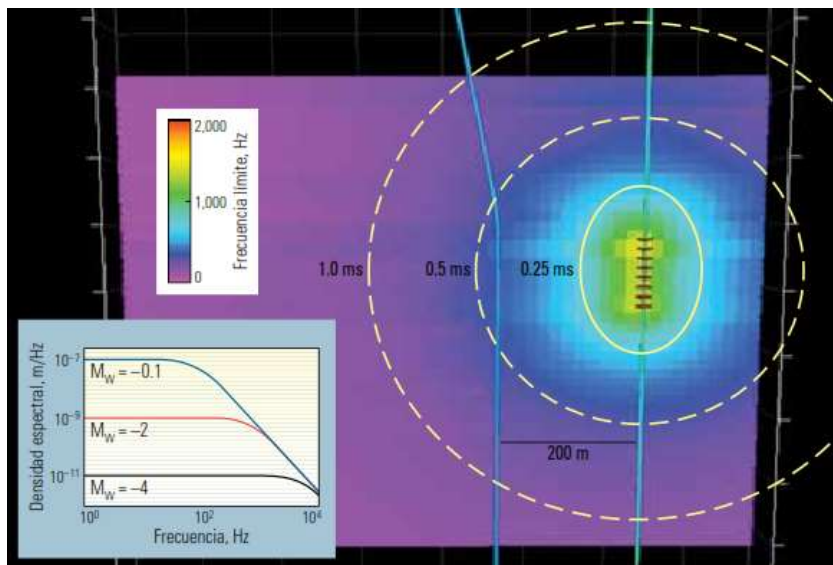 2,000
1,000
0
Frecuencia límite, Hz
1.0 ms
0.5 ms
0.25 ms
200 m
Densidad espectral, m/Hz
10⁻⁷
M_W = –0.1
10⁻⁹
M_W = –2
10⁻¹¹
M_W = –4
10⁰
10²
10⁴
Frecuencia, Hz